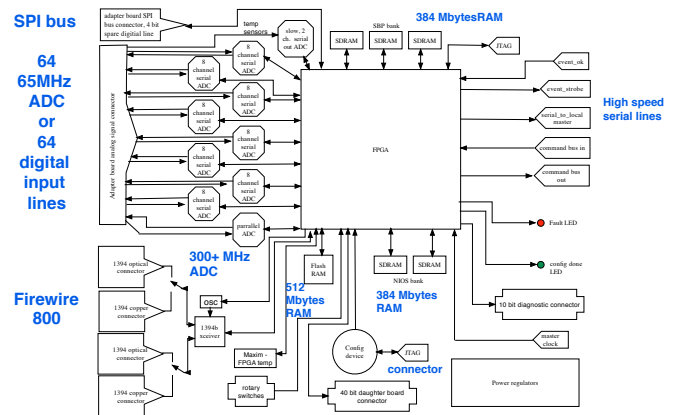 SPI bus
adapter board SPI
bus connector, 4 bit
spare digitial line
temp
sensors
slow, 2
ch. serial
out ADC
SBP bank
384 MbytesRAM
SDRAM
SDRAM
SDRAM
JTAG
64
65MHz
ADC
or
64
digital
input
lines
Adapter board analog signal connector
8
channel
serial
ADC
8
channel
serial
ADC
8
channel
serial
ADC
8
channel
serial
ADC
8
channel
serial
ADC
8
channel
serial
ADC
8
channel
serial
ADC
8
channel
serial
ADC
parrallel
ADC
FPGA
event_ok
event_strobe
serial_to_local
master
command bus in
command bus
out
High speed
serial lines
Fault LED
config done
LED
300+ MHz
ADC
Firewire
800
1394 optical
connector
1394 copper
connector
1394 optical
connector
1394 copper
connector
OSC
1394b
xceiver
Flash
RAM
512
Mbytes
RAM
SDRAM
SDRAM
NIOS bank
384 Mbytes
RAM
10 bit diagnostic connector
master
clock
Maxim -
FPGA temp
Config
device
JTAG
connector
rotary
switches
40 bit daughter board
connector
Power regulators